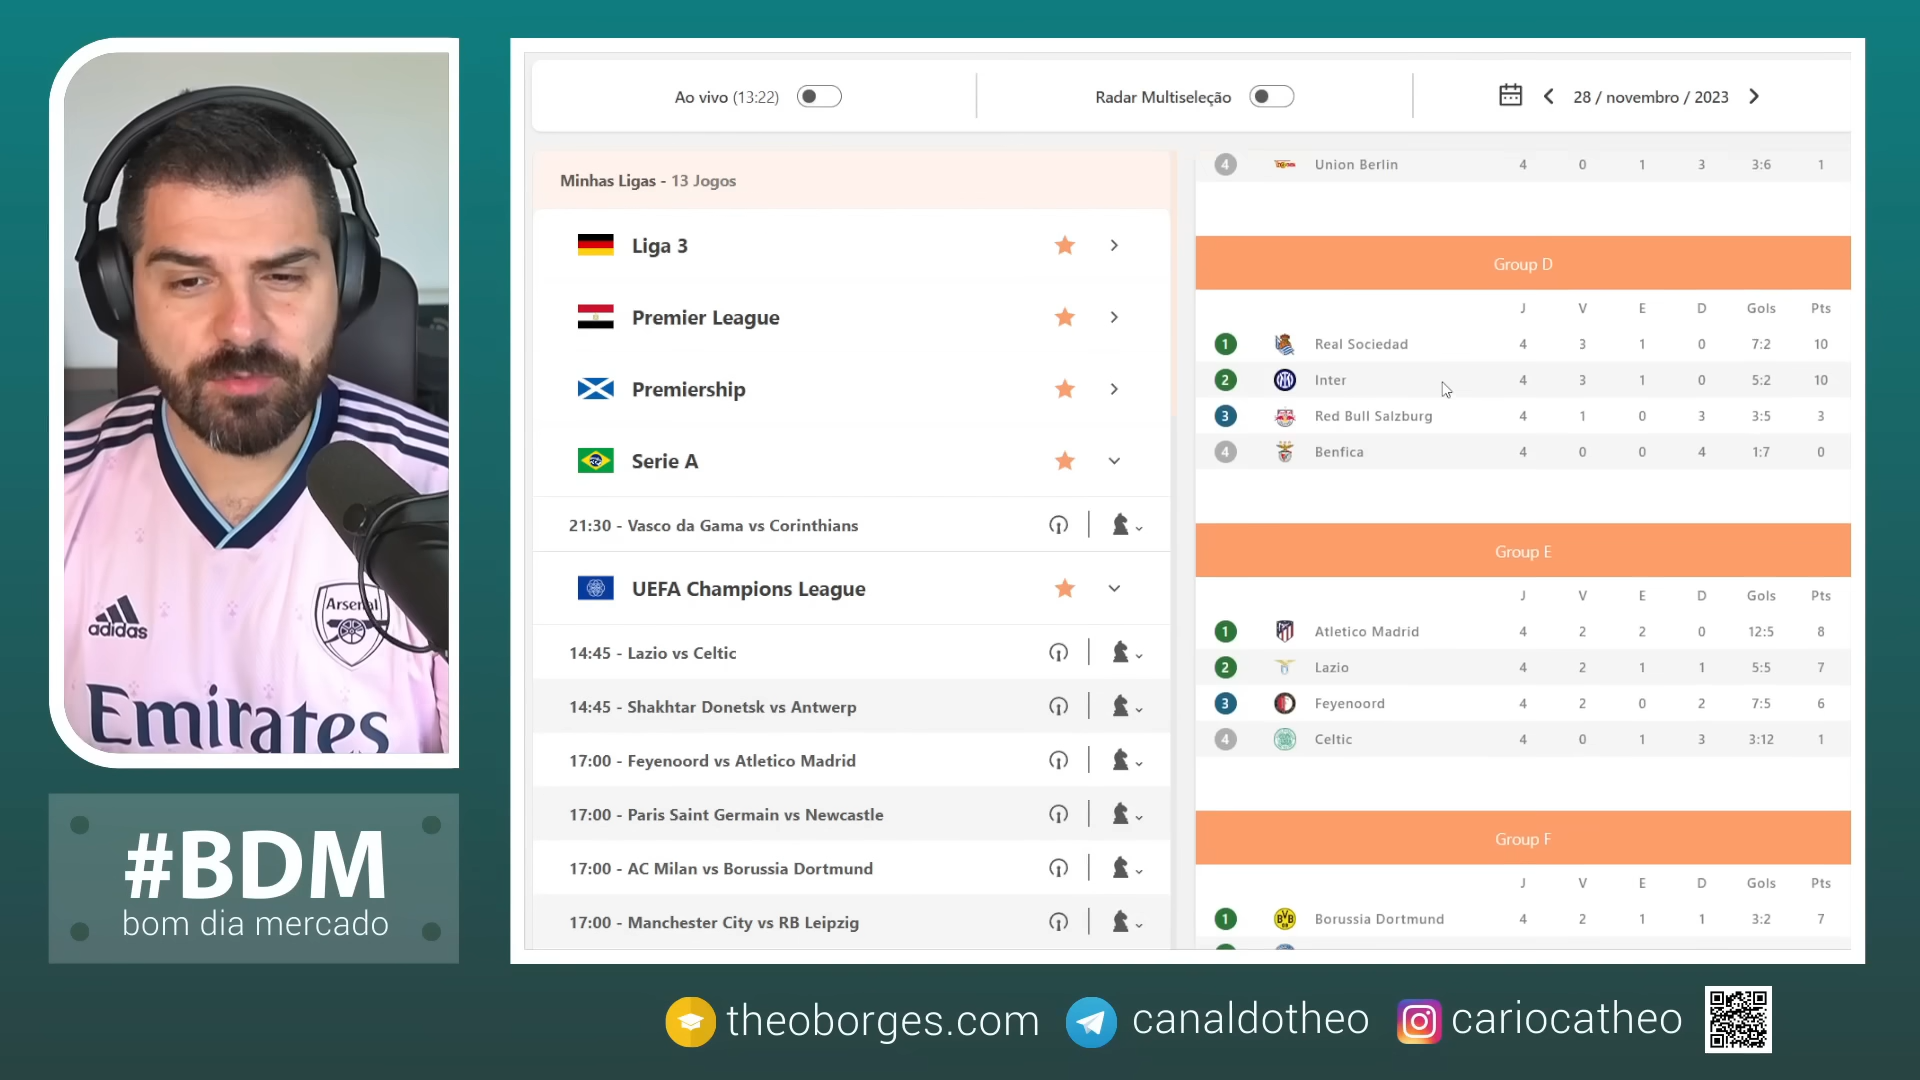 Arsenal
adidas
Emirates
#BDM
bom dia mercado
Ao vivo (13:22)
Radar Multiseleção
28 / novembro / 2023
Minhas Ligas - 13 Jogos
Liga 3
Premier League
Premiership
Serie A
21:30 - Vasco da Gama vs Corinthians
UEFA Champions League
14:45 - Lazio vs Celtic
14:45 - Shakhtar Donetsk vs Antwerp
17:00 - Feyenoord vs Atletico Madrid
17:00 - Paris Saint Germain vs Newcastle
17:00 - AC Milan vs Borussia Dortmund
17:00 - Manchester City vs RB Leipzig
4 Union Berlin 4 0 1 3 3:6 1
Group D
J V E D Gols Pts
1 Real Sociedad 4 3 1 0 7:2 10
2 Inter 4 3 1 0 5:2 10
3 Red Bull Salzburg 4 1 0 3 3:5 3
4 Benfica 4 0 0 4 1:7 0
Group E
J V E D Gols Pts
1 Atletico Madrid 4 2 2 0 12:5 8
2 Lazio 4 2 1 1 5:5 7
3 Feyenoord 4 2 0 2 7:5 6
4 Celtic 4 0 1 3 3:12 1
Group F
J V E D Gols Pts
1 BVB 09 Borussia Dortmund 4 2 1 1 3:2 7
theoborges.com
canaldotheo
cariocatheo